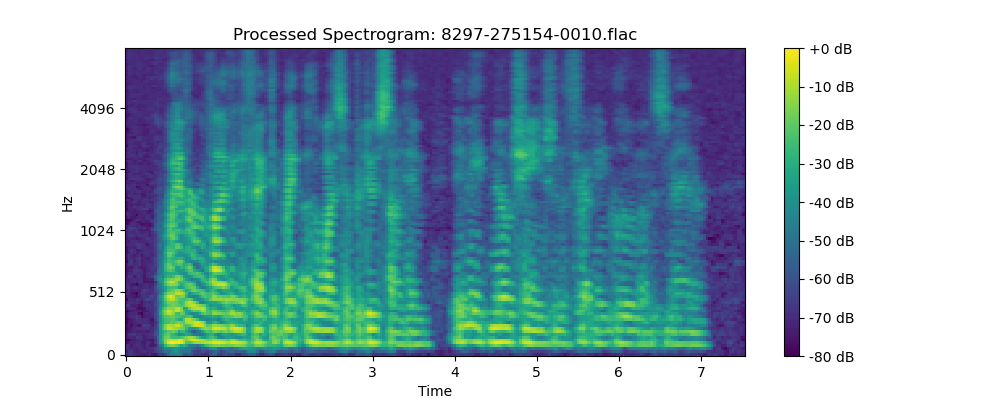 Processed Spectrogram: 8297-275154-0010.flac
Hz
4096
2048
1024
512
0
0 1 2 3 4 5 6 7
Time
+0 dB
-10 dB
-20 dB
-30 dB
-40 dB
-50 dB
-60 dB
-70 dB
-80 dB